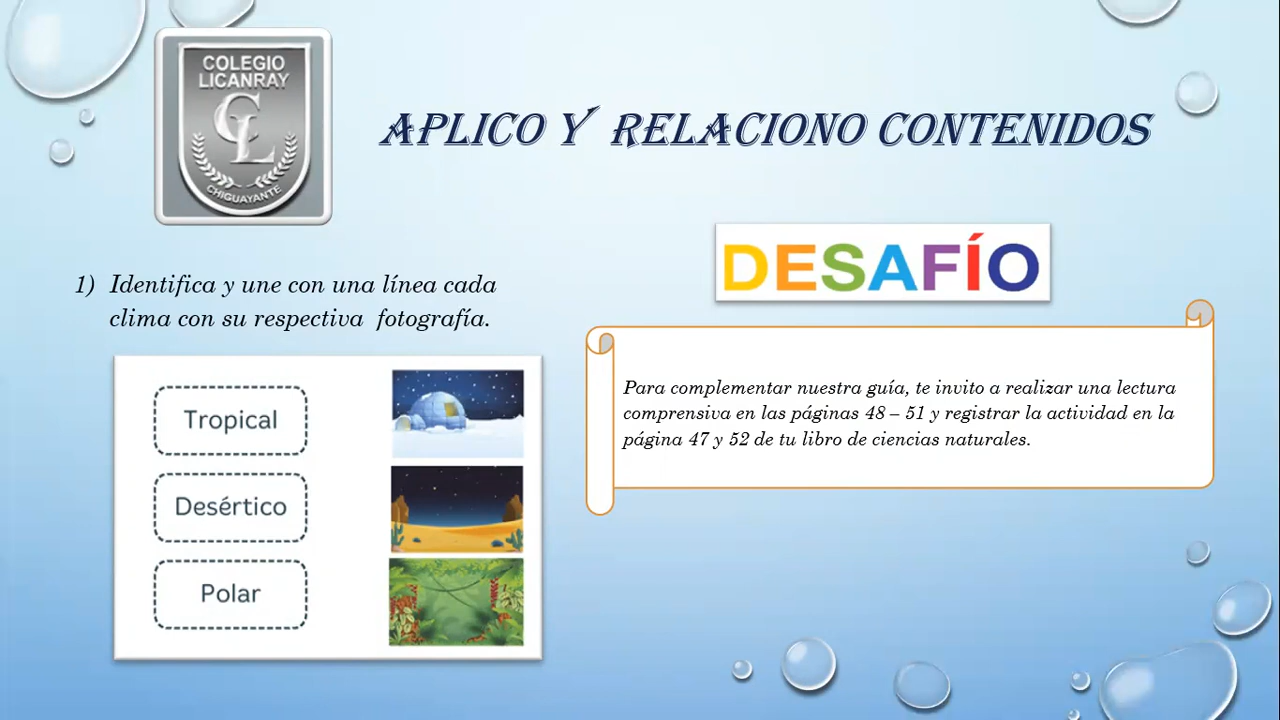 COLEGIO
LICANRAY
CL
CHIGUAYANTE
APLICO Y RELACIONO CONTENIDOS
DESAFÍO
1) Identifica y une con una línea cada
clima con su respectiva fotografía.
Tropical
Desértico
Polar
Para complementar nuestra guía, te invito a realizar una lectura
comprensiva en las páginas 48 – 51 y registrar la actividad en la
página 47 y 52 de tu libro de ciencias naturales.